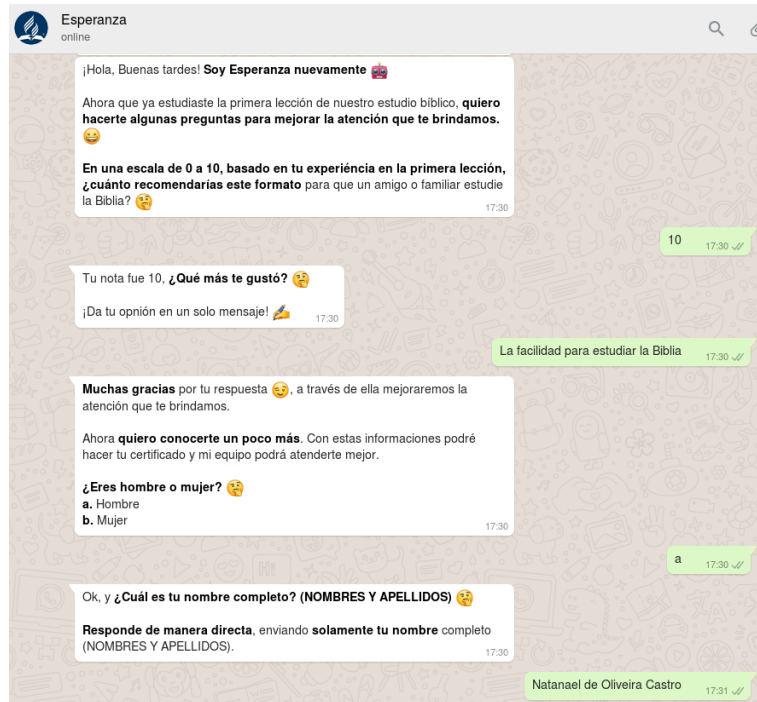 Esperanza
online
¡Hola, Buenas tardes! Soy Esperanza nuevamente
Ahora que ya estudiaste la primera lección de nuestro estudio bíblico, quiero
hacerte algunas preguntas para mejorar la atención que te brindamos.
En una escala de 0 a 10, basado en tu experiéncia en la primera lección,
¿cuánto recomendarías este formato para que un amigo o familiar estudie
la Biblia?
17:30
10
17:30
Tu nota fue 10, ¿Qué más te gustó?
¡Da tu opnión en un solo mensaje!
17:30
La facilidad para estudiar la Biblia
17:30
Muchas gracias por tu respuesta , a través de ella mejoraremos la
atención que te brindamos.
Ahora quiero conocerte un poco más. Con estas informaciones podré
hacer tu certificado y mi equipo podrá atenderte mejor.
¿Eres hombre o mujer?
a. Hombre
b. Mujer
17:30
a
17:30
Ok, y ¿Cuál es tu nombre completo? (NOMBRES Y APELLIDOS)
Responde de manera directa, enviando solamente tu nombre completo
(NOMBRES Y APELLIDOS).
17:30
Natanael de Oliveira Castro
17:31